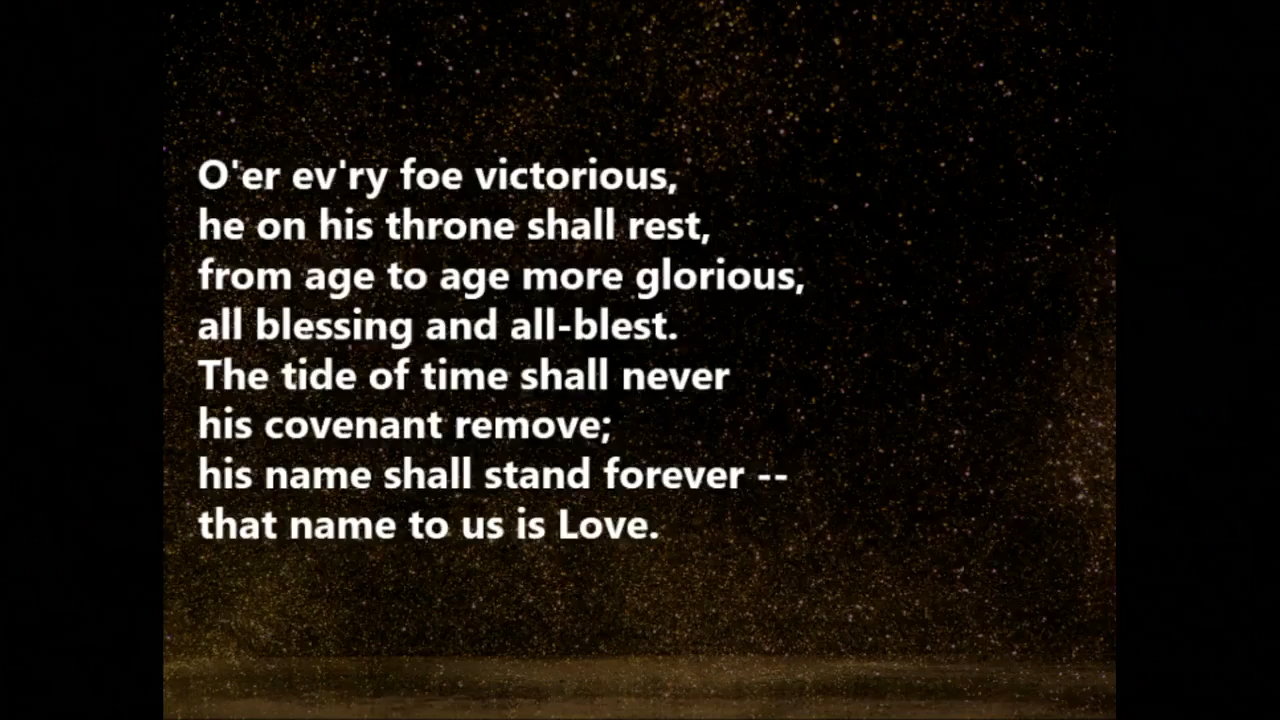 O'er ev'ry foe victorious,
he on his throne shall rest,
from age to age more glorious,
all blessing and all-blest.
The tide of time shall never
his covenant remove;
his name shall stand forever --
that name to us is Love.